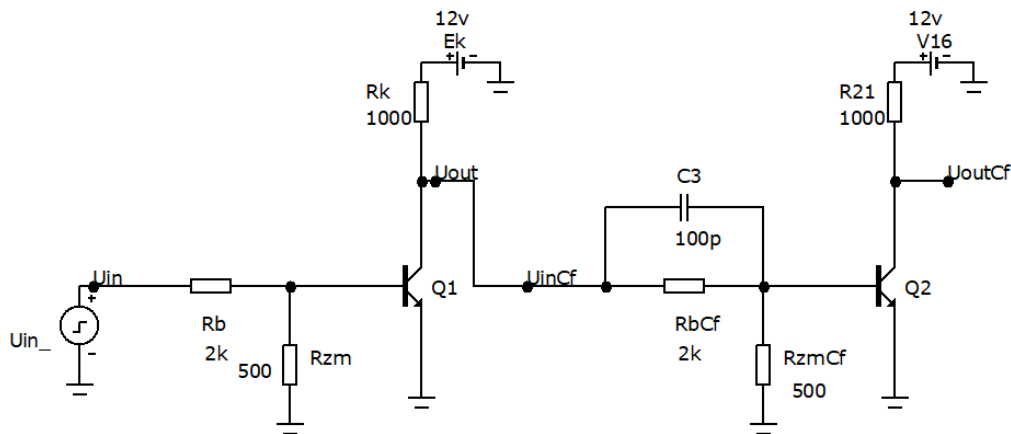 12v
Ek
+ -
Rk
1000
Uout
12v
V16
+ -
R21
1000
UoutCf
C3
100p
Uin
+
Uin_
-
Rb
2k
500
Rzm
Q1
UinCf
RbCf
2k
RzmCf
500
Q2